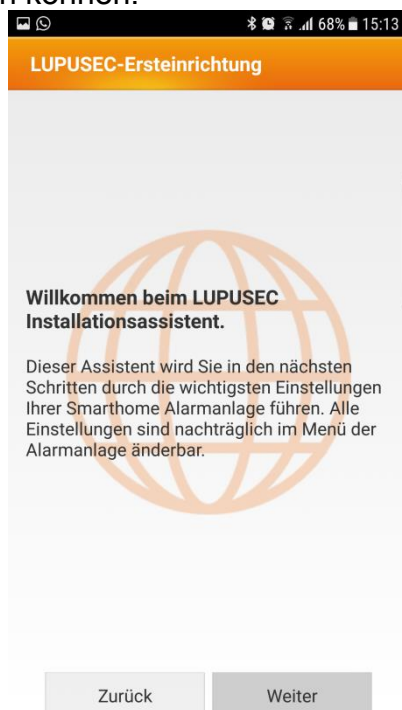 können.
68% 15:13
LUPUSEC-Ersteinrichtung
Willkommen beim LUPUSEC
Installationsassistent.
Dieser Assistent wird Sie in den nächsten
Schritten durch die wichtigsten Einstellungen
Ihrer Smarthome Alarmanlage führen. Alle
Einstellungen sind nachträglich im Menü der
Alarmanlage änderbar.
Zurück Weiter